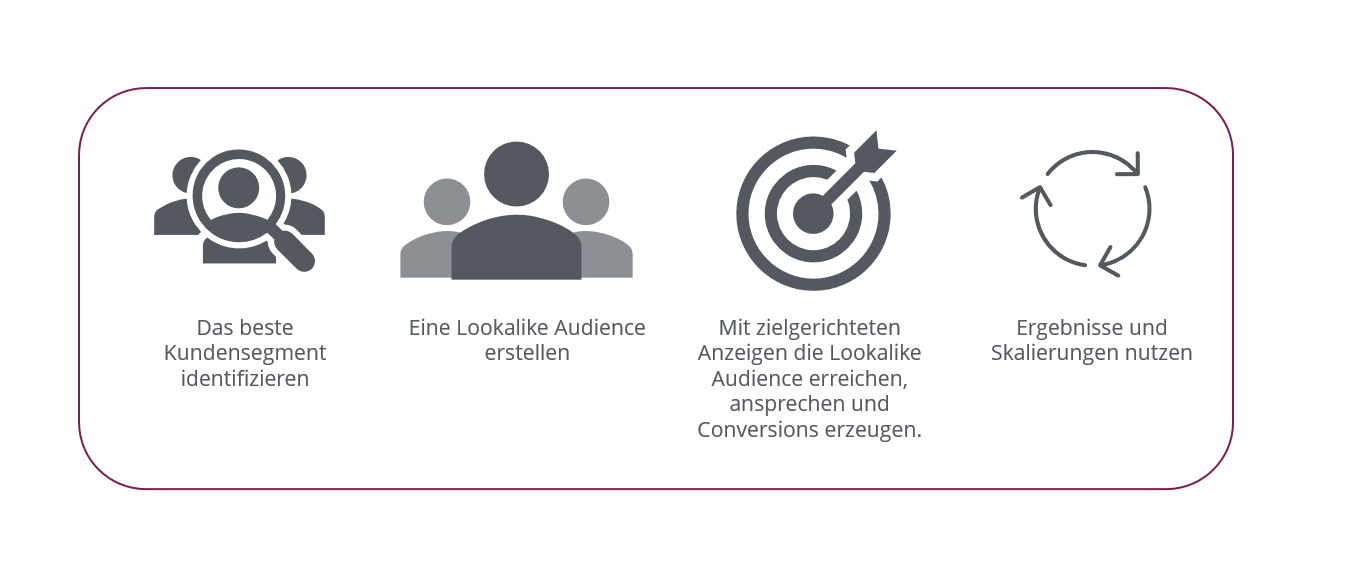 Das beste
Kundensegment
identifizieren
Eine Lookalike Audience
erstellen
Mit zielgerichteten
Anzeigen die Lookalike
Audience erreichen,
ansprechen und
Conversions erzeugen.
Ergebnisse und
Skalierungen nutzen